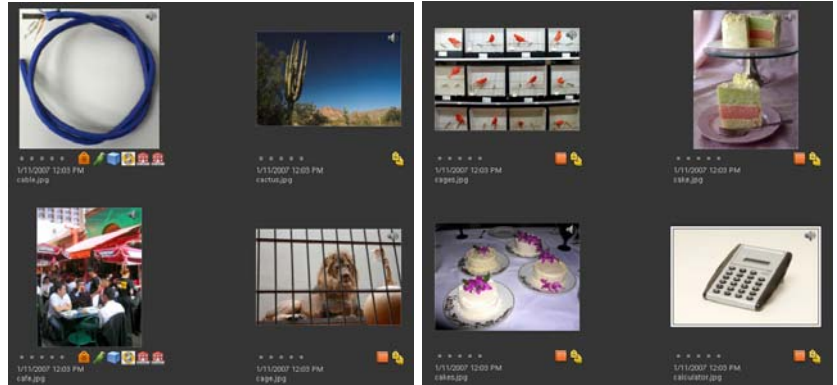 1/11/2007 12:03 PM
cable.jpg
1/11/2007 12:03 PM
cactus.jpg
1/11/2007 12:03 PM
cages.jpg
1/11/2007 12:03 PM
cake.jpg
1/11/2007 12:03 PM
cafe.jpg
1/11/2007 12:03 PM
cage.jpg
1/11/2007 12:03 PM
cakes.jpg
1/11/2007 12:03 PM
calculator.jpg